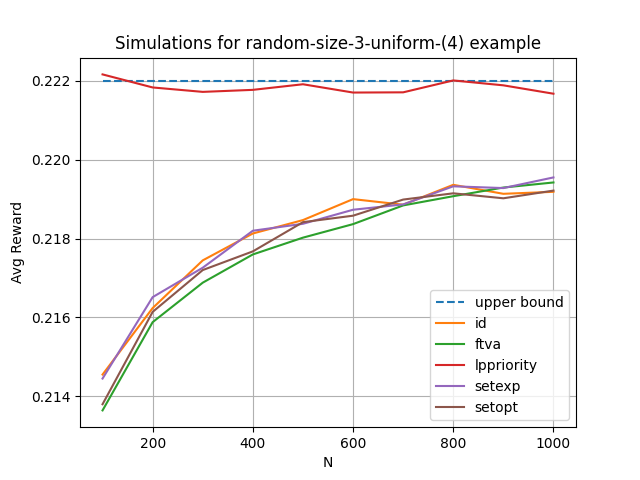 Simulations for random-size-3-uniform-(4) example
0.222
0.220
0.218
0.216
0.214
Avg Reward
upper bound
id
ftva
lppriority
setexp
setopt
200
400
600
800
1000
N